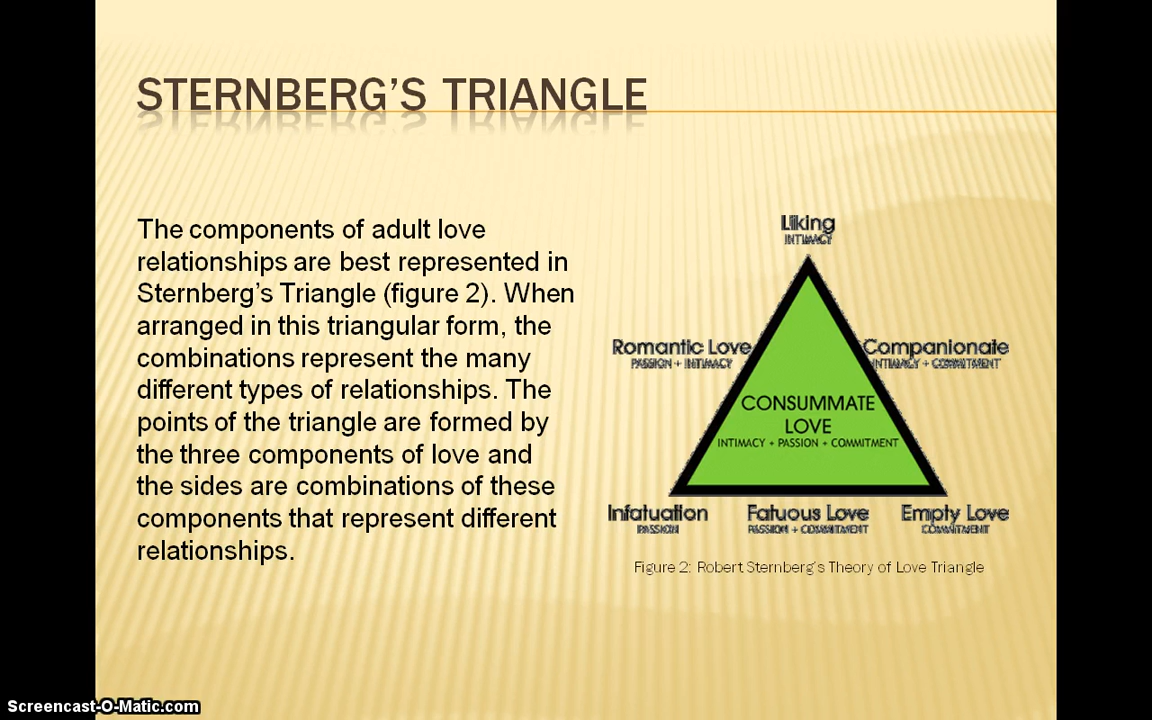 STERNBERG'S TRIANGLE
The components of adult love
relationships are best represented in
Sternberg's Triangle (figure 2). When
arranged in this triangular form, the
combinations represent the many
different types of relationships. The
points of the triangle are formed by
the three components of love and
the sides are combinations of these
components that represent different
relationships.
Liking
INTIMACY
Romantic Love
PASSION + INTIMACY
Companionate
INTIMACY + COMMITMENT
CONSUMMATE
LOVE
INTIMACY + PASSION + COMMITMENT
Infatuation
PASSION
Fatuous Love
PASSION + COMMITMENT
Empty Love
COMMITMENT
Figure 2: Robert Sternberg's Theory of Love Triangle
Screencast-O-Matic.com